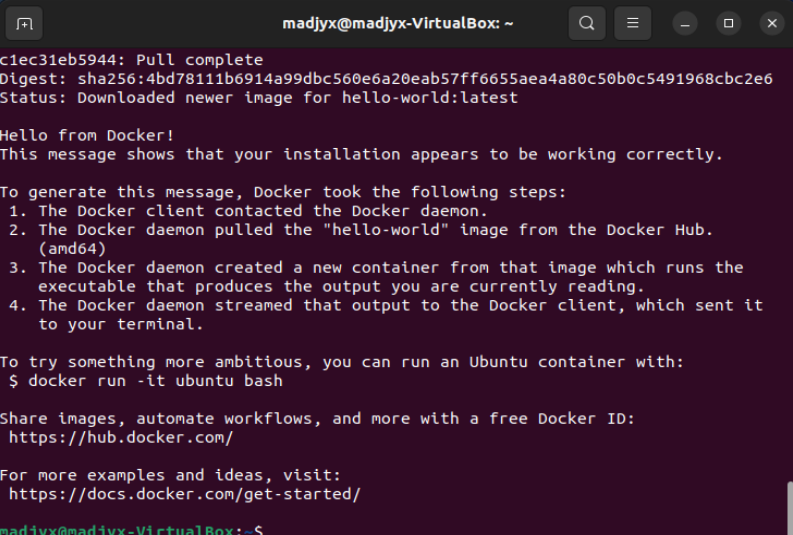 madjyx@madjyx-VirtualBox: ~
c1ec31eb5944: Pull complete
Digest: sha256:4bd78111b6914a99dbc560e6a20eab57ff6655aea4a80c50b0c5491968cbc2e6
Status: Downloaded newer image for hello-world:latest
Hello from Docker!
This message shows that your installation appears to be working correctly.
To generate this message, Docker took the following steps:
1. The Docker client contacted the Docker daemon.
2. The Docker daemon pulled the "hello-world" image from the Docker Hub.
(amd64)
3. The Docker daemon created a new container from that image which runs the
executable that produces the output you are currently reading.
4. The Docker daemon streamed that output to the Docker client, which sent it
to your terminal.
To try something more ambitious, you can run an Ubuntu container with:
$ docker run -it ubuntu bash
Share images, automate workflows, and more with a free Docker ID:
https://hub.docker.com/
For more examples and ideas, visit:
https://docs.docker.com/get-started/
madjyx@madjyx-VirtualBox:~$